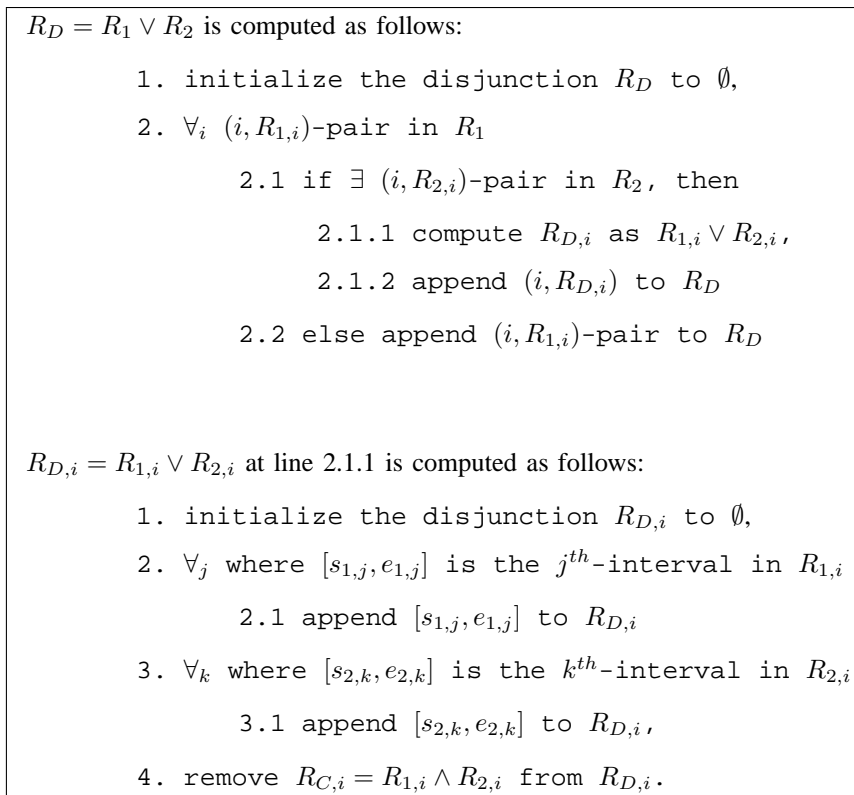 R_D = R_1 ∨ R_2 is computed as follows:
1. initialize the disjunction R_D to ∅,
2. ∀_i (i, R_{1,i})-pair in R_1
2.1 if ∃ (i, R_{2,i})-pair in R_2, then
2.1.1 compute R_{D,i} as R_{1,i} ∨ R_{2,i},
2.1.2 append (i, R_{D,i}) to R_D
2.2 else append (i, R_{1,i})-pair to R_D
R_{D,i} = R_{1,i} ∨ R_{2,i} at line 2.1.1 is computed as follows:
1. initialize the disjunction R_{D,i} to ∅,
2. ∀_j where [s_{1,j}, e_{1,j}] is the j^{th}-interval in R_{1,i}
2.1 append [s_{1,j}, e_{1,j}] to R_{D,i}
3. ∀_k where [s_{2,k}, e_{2,k}] is the k^{th}-interval in R_{2,i}
3.1 append [s_{2,k}, e_{2,k}] to R_{D,i},
4. remove R_{C,i} = R_{1,i} ∧ R_{2,i} from R_{D,i}.